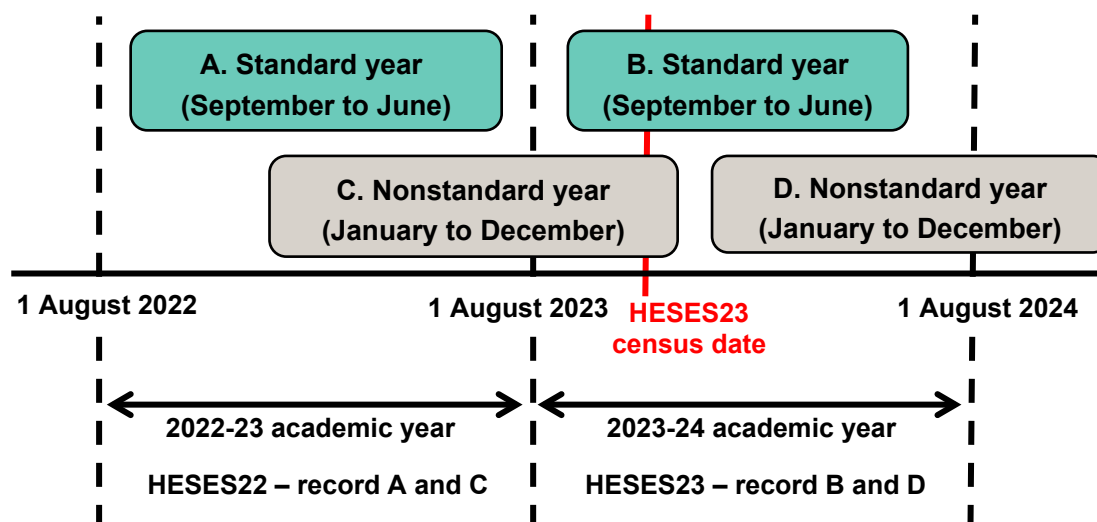 A. Standard year
(September to June)
B. Standard year
(September to June)
C. Nonstandard year
(January to December)
D. Nonstandard year
(January to December)
1 August 2022
1 August 2023
HESES23
census date
1 August 2024
2022-23 academic year
2023-24 academic year
HESES22 – record A and C
HESES23 – record B and D